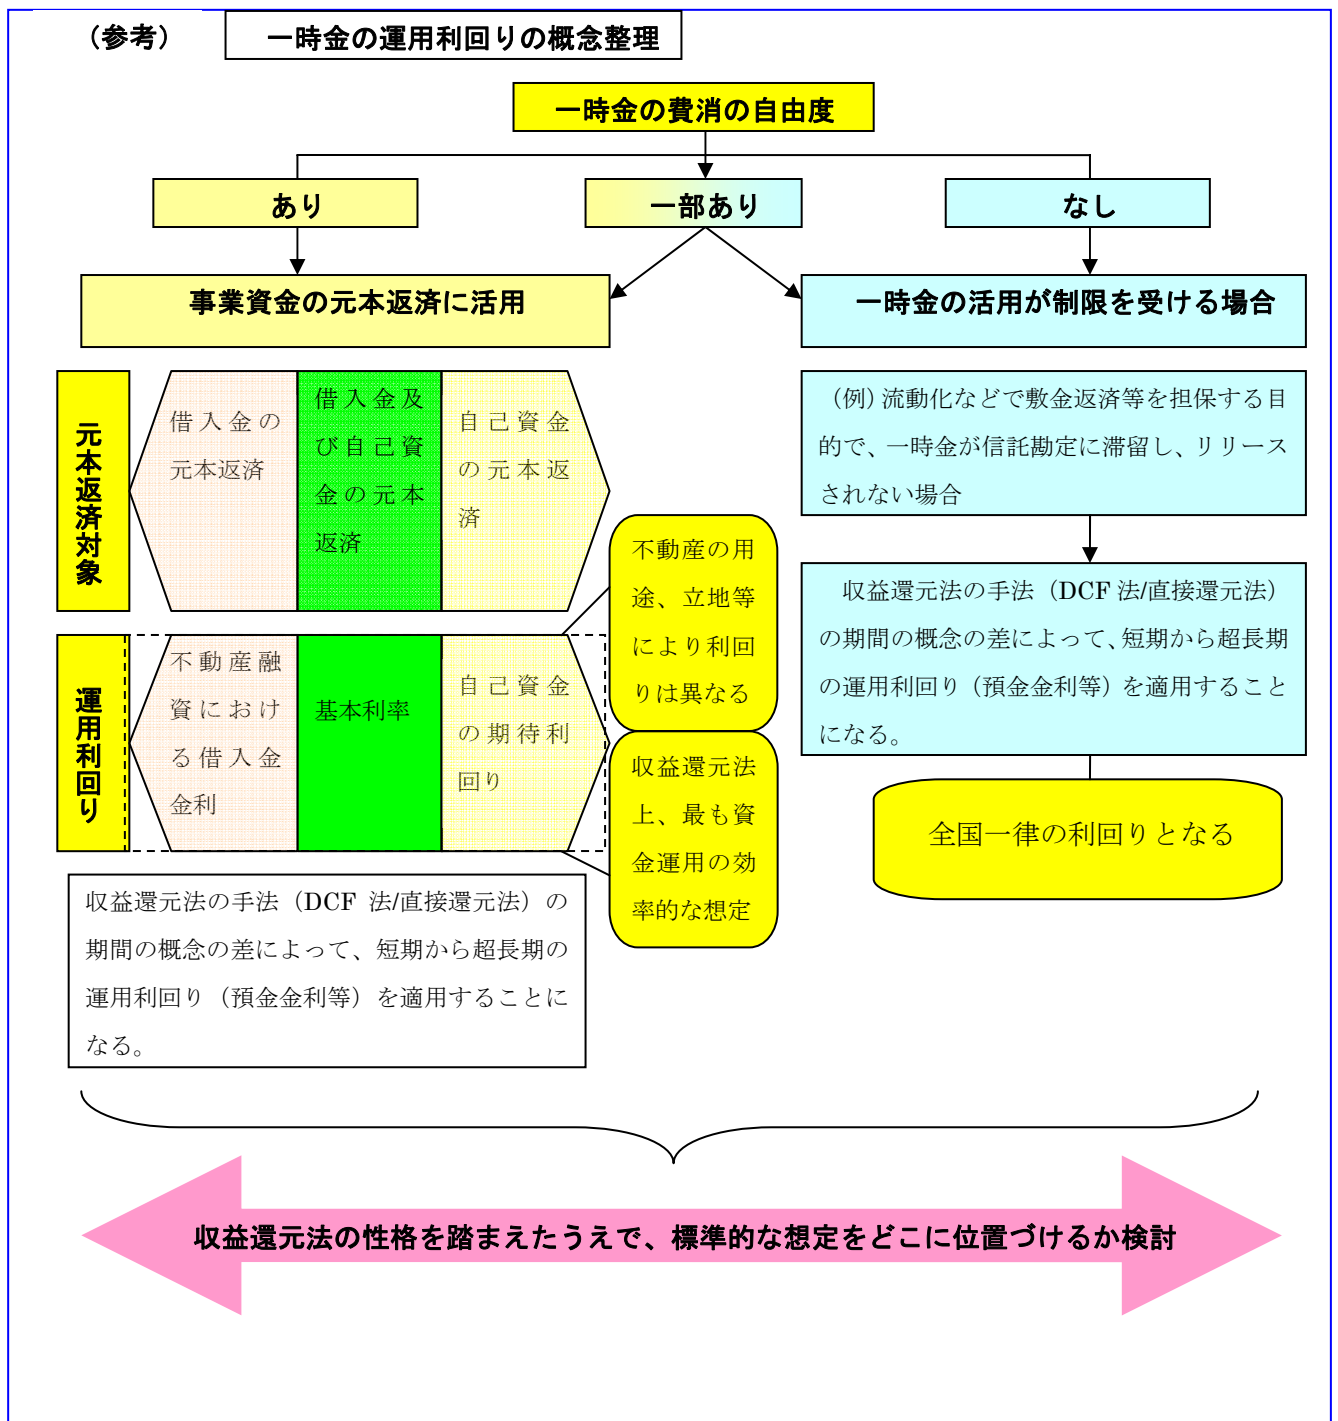 （参考）
一時金の運用利回りの概念整理
一時金の費消の自由度
あり
一部あり
なし
事業資金の元本返済に活用
一時金の活用が制限を受ける場合
元本返済対象
借入金の
元本返済
借入金及
び自己資
金の元本
返済
自己資金
の元本返
済
（例）流動化などで敷金返済等を担保する目
的で、一時金が信託勘定に滞留し、リリース
されない場合
不動産の用
途、立地等
により利回
りは異なる
収益還元法の手法（DCF 法/直接還元法）
の期間の概念の差によって、短期から超長期
の運用利回り（預金金利等）を適用すること
になる。
運用利回り
不動産融
資におけ
る借入金
金利
基本利率
自己資金
の期待利
回り
収益還元法
上、最も資
金運用の効
率的な想定
全国一律の利回りとなる
収益還元法の手法（DCF 法/直接還元法）の
期間の概念の差によって、短期から超長期の
運用利回り（預金金利等）を適用することに
なる。
収益還元法の性格を踏まえたうえで、標準的な想定をどこに位置づけるか検討